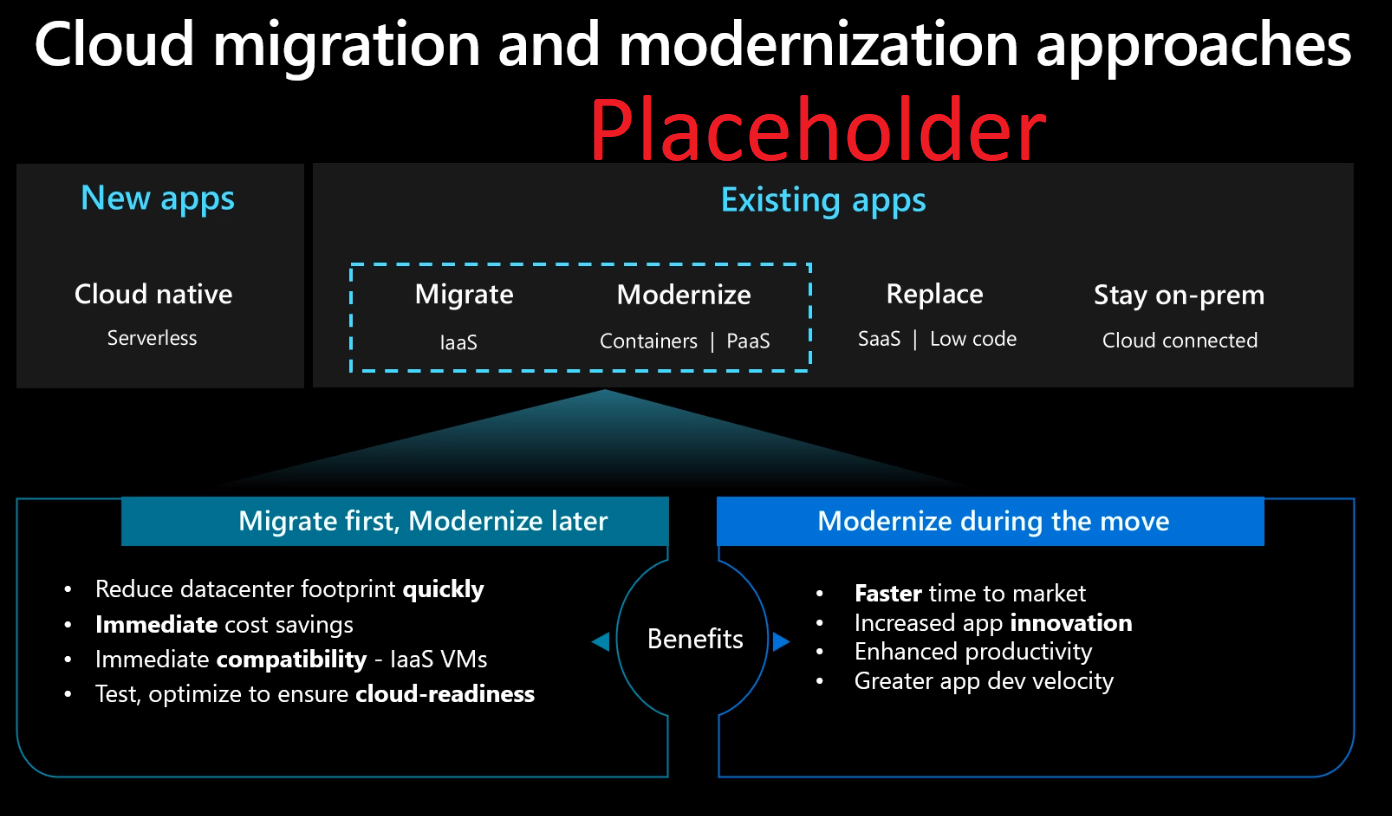 Cloud migration and modernization approaches
Placeholder
New apps
Cloud native
Serverless
Existing apps
Migrate
IaaS
Modernize
Containers | PaaS
Replace
SaaS | Low code
Stay on-prem
Cloud connected
Migrate first, Modernize later
• Reduce datacenter footprint quickly
• Immediate cost savings
• Immediate compatibility - IaaS VMs
• Test, optimize to ensure cloud-readiness
Benefits
Modernize during the move
• Faster time to market
• Increased app innovation
• Enhanced productivity
• Greater app dev velocity